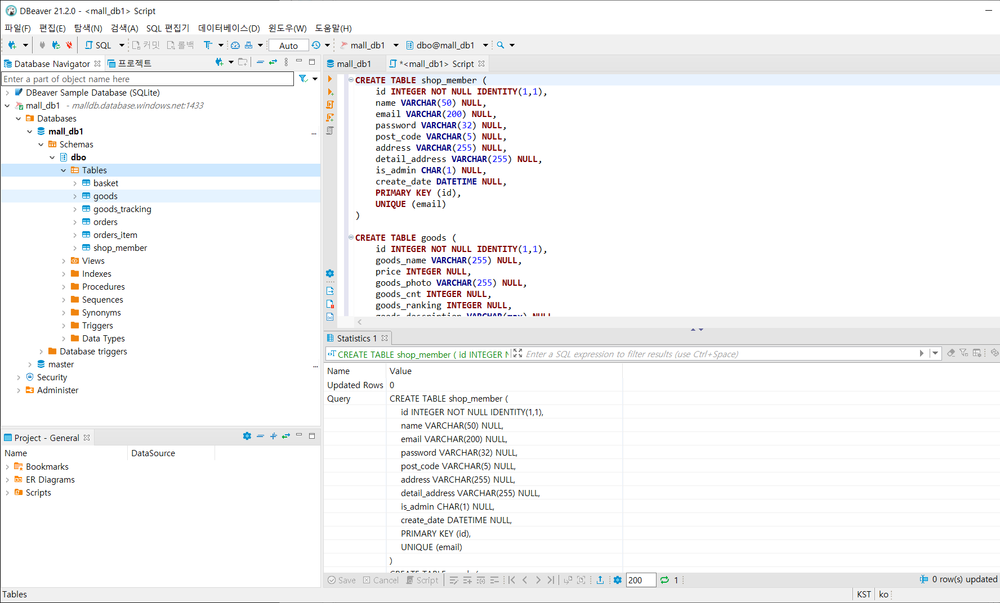 DBeaver 21.2.0 - <mall_db1> Script
파일(F) 편집(E) 탐색(N) 검색(A) SQL 편집기 데이터베이스(D) 윈도우(W) 도움말(H)
SQL 커밋 롤백 Auto mall_db1 dbo@mall_db1
Database Navigator 프로젝트
Enter a part of object name here
DBeaver Sample Database (SQLite)
mall_db1 - malldb.database.windows.net:1433
Databases
mall_db1 ...
Schemas
dbo
Tables
basket
goods
goods_tracking
orders
orders_item
shop_member
Views
Indexes
Procedures
Sequences
Synonyms
Triggers
Data Types
Database triggers
master ...
Security
Administer
Project - General
Name DataSource
Bookmarks
ER Diagrams
Scripts
mall_db1 *<mall_db1> Script
CREATE TABLE shop_member (
id INTEGER NOT NULL IDENTITY(1,1),
name VARCHAR(50) NULL,
email VARCHAR(200) NULL,
password VARCHAR(32) NULL,
post_code VARCHAR(5) NULL,
address VARCHAR(255) NULL,
detail_address VARCHAR(255) NULL,
is_admin CHAR(1) NULL,
create_date DATETIME NULL,
PRIMARY KEY (id),
UNIQUE (email)
)
CREATE TABLE goods (
id INTEGER NOT NULL IDENTITY(1,1),
goods_name VARCHAR(255) NULL,
price INTEGER NULL,
goods_photo VARCHAR(255) NULL,
goods_cnt INTEGER NULL,
goods_ranking INTEGER NULL,
goods_description VARCHAR(max) NULL
Statistics 1
CREATE TABLE shop_member ( id INTEGER N Enter a SQL expression to filter results (use Ctrl+Space)
Name Value
Updated Rows 0
Query CREATE TABLE shop_member (
id INTEGER NOT NULL IDENTITY(1,1),
name VARCHAR(50) NULL,
email VARCHAR(200) NULL,
password VARCHAR(32) NULL,
post_code VARCHAR(5) NULL,
address VARCHAR(255) NULL,
detail_address VARCHAR(255) NULL,
is_admin CHAR(1) NULL,
create_date DATETIME NULL,
PRIMARY KEY (id),
UNIQUE (email)
)
CREATE TABLE goods (
Save Cancel Script 200 1 0 row(s) updated
Tables KST ko